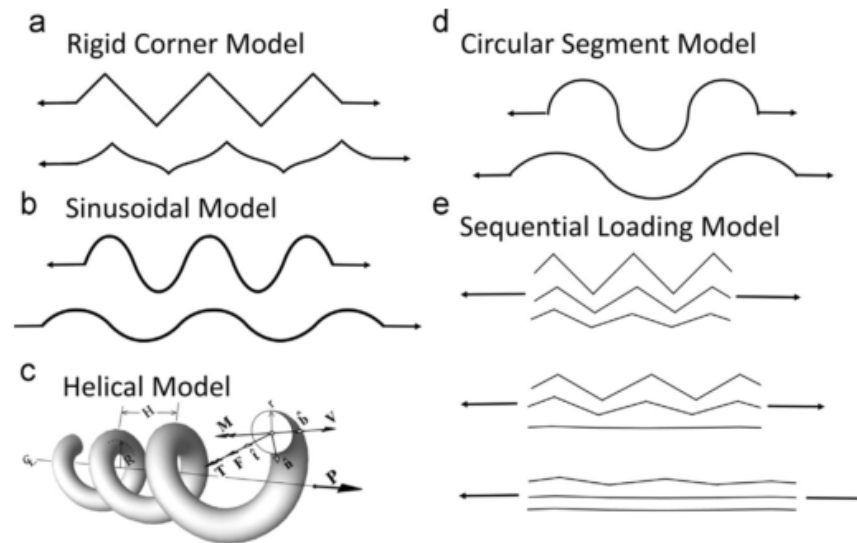 a
Rigid Corner Model
b
Sinusoidal Model
c
Helical Model
H
R
M
T
F
r
V
P
d
Circular Segment Model
e
Sequential Loading Model